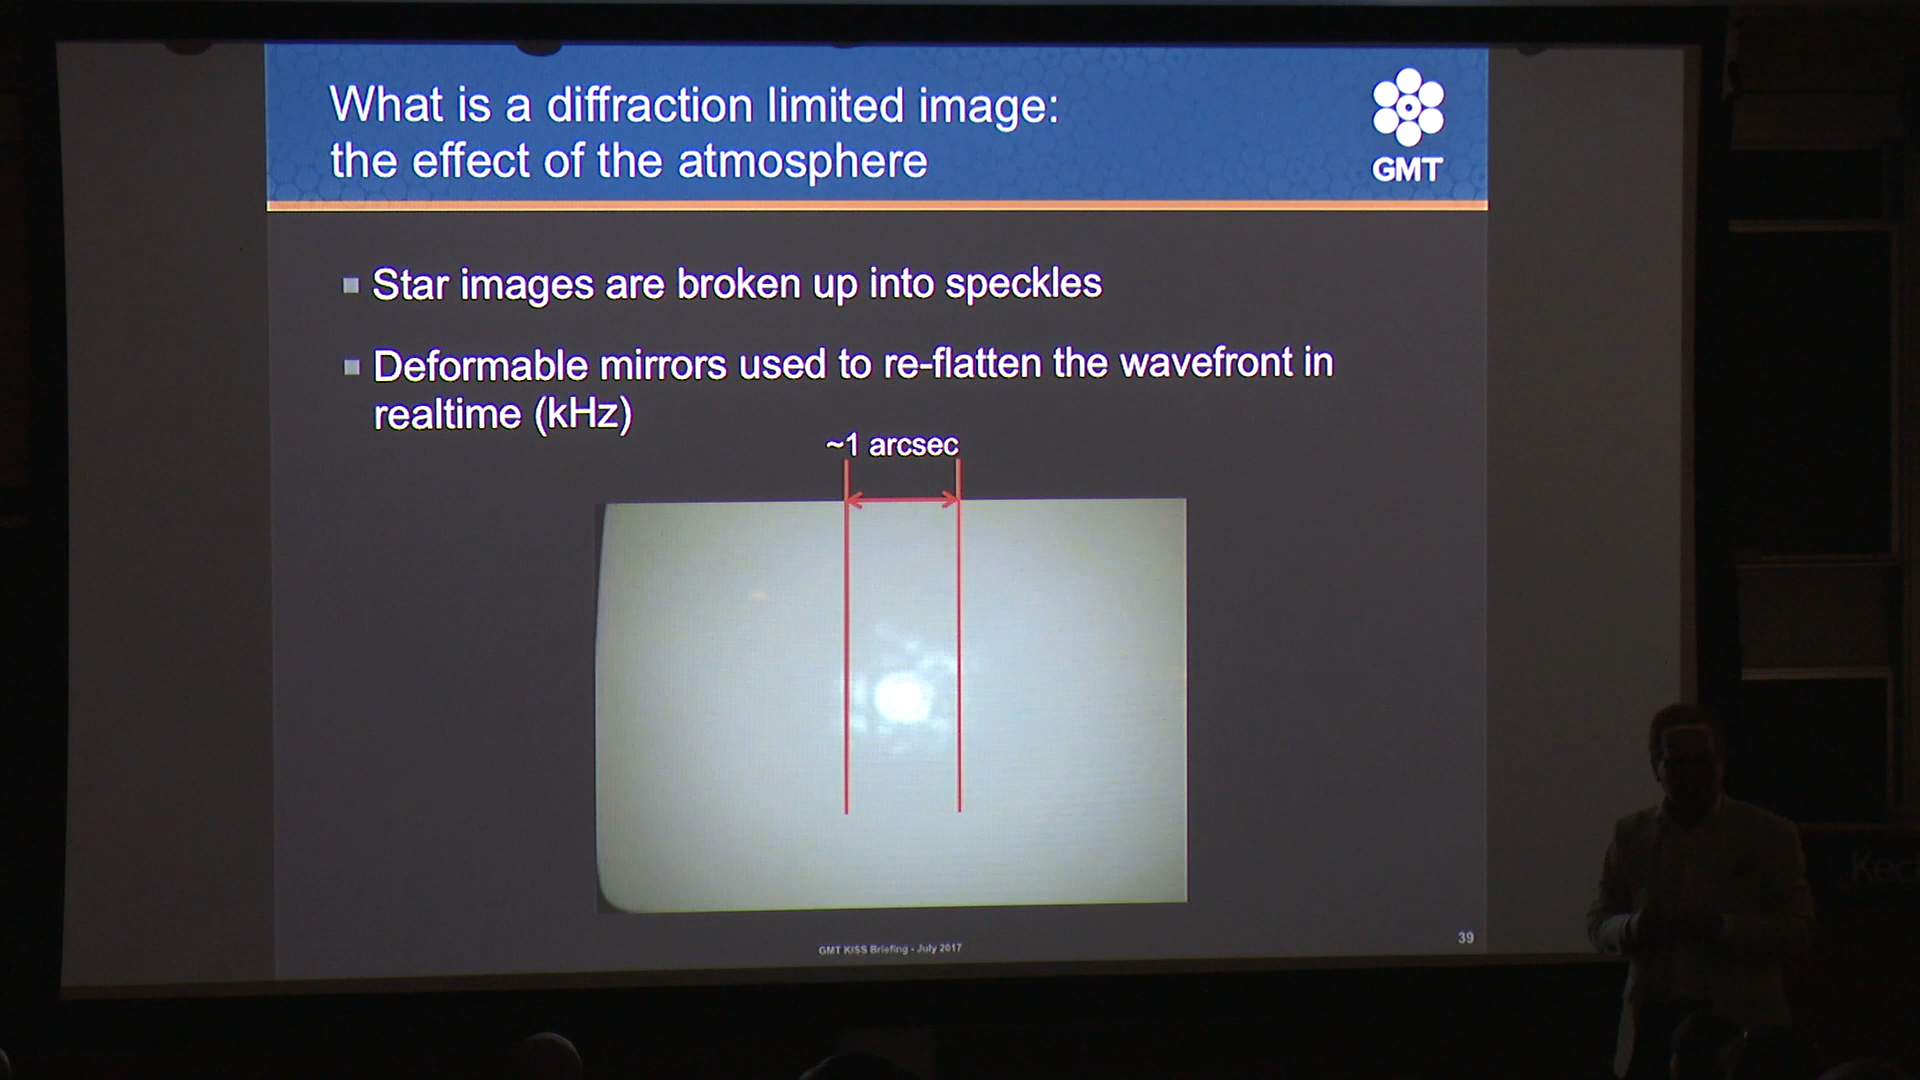 What is a diffraction limited image:
the effect of the atmosphere
GMT
Star images are broken up into speckles
Deformable mirrors used to re-flatten the wavefront in
realtime (kHz)
~1 arcsec
GMT KISS Briefing - July 2017
39